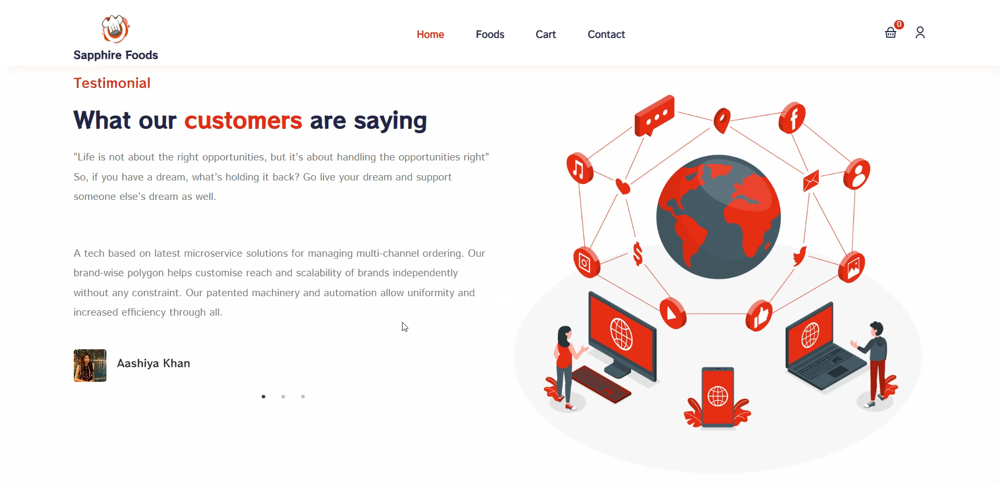 Sapphire Foods
Home Foods Cart Contact
0
Testimonial
What our customers are saying
“Life is not about the right opportunities, but it’s about handling the opportunities right”
So, if you have a dream, what’s holding it back? Go live your dream and support
someone else’s dream as well.
A tech based on latest microservice solutions for managing multi-channel ordering. Our
brand-wise polygon helps customise reach and scalability of brands independently
without any constraint. Our patented machinery and automation allow uniformity and
increased efficiency through all.
Aashiya Khan